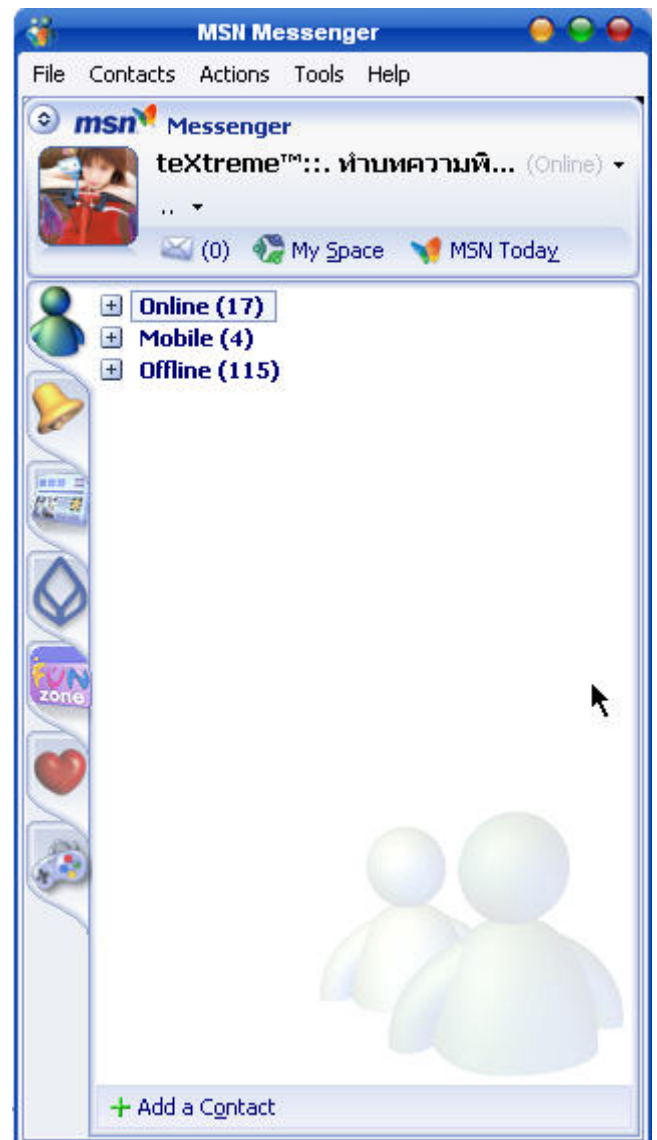 MSN Messenger
File Contacts Actions Tools Help
msn Messenger
teXtreme™::. ทำบทความพิ... (Online)
..
(0) My Space MSN Today
Online (17)
Mobile (4)
Offline (115)
FUN
zone
Add a Contact